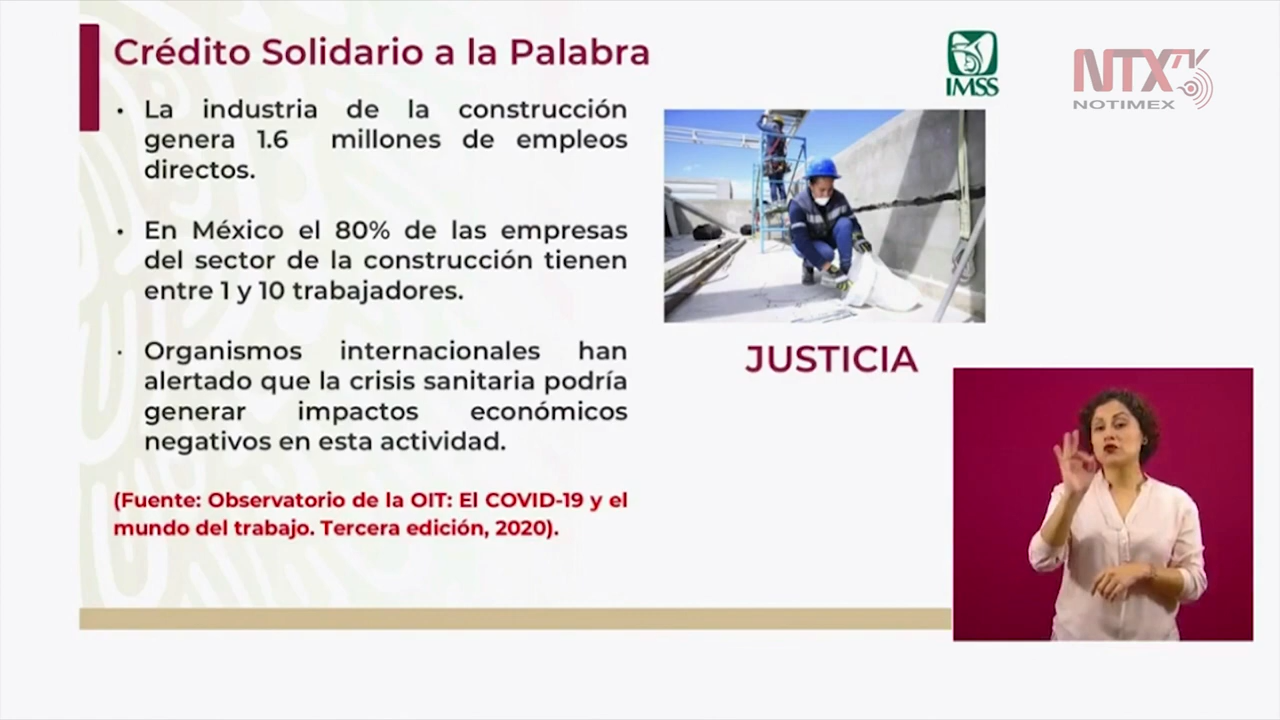 Crédito Solidario a la Palabra
• La industria de la construcción
genera 1.6 millones de empleos
directos.
• En México el 80% de las empresas
del sector de la construcción tienen
entre 1 y 10 trabajadores.
• Organismos internacionales han
alertado que la crisis sanitaria podría
generar impactos económicos
negativos en esta actividad.
(Fuente: Observatorio de la OIT: El COVID-19 y el
mundo del trabajo. Tercera edición, 2020).
IMSS
NTX
NOTIMEX
JUSTICIA